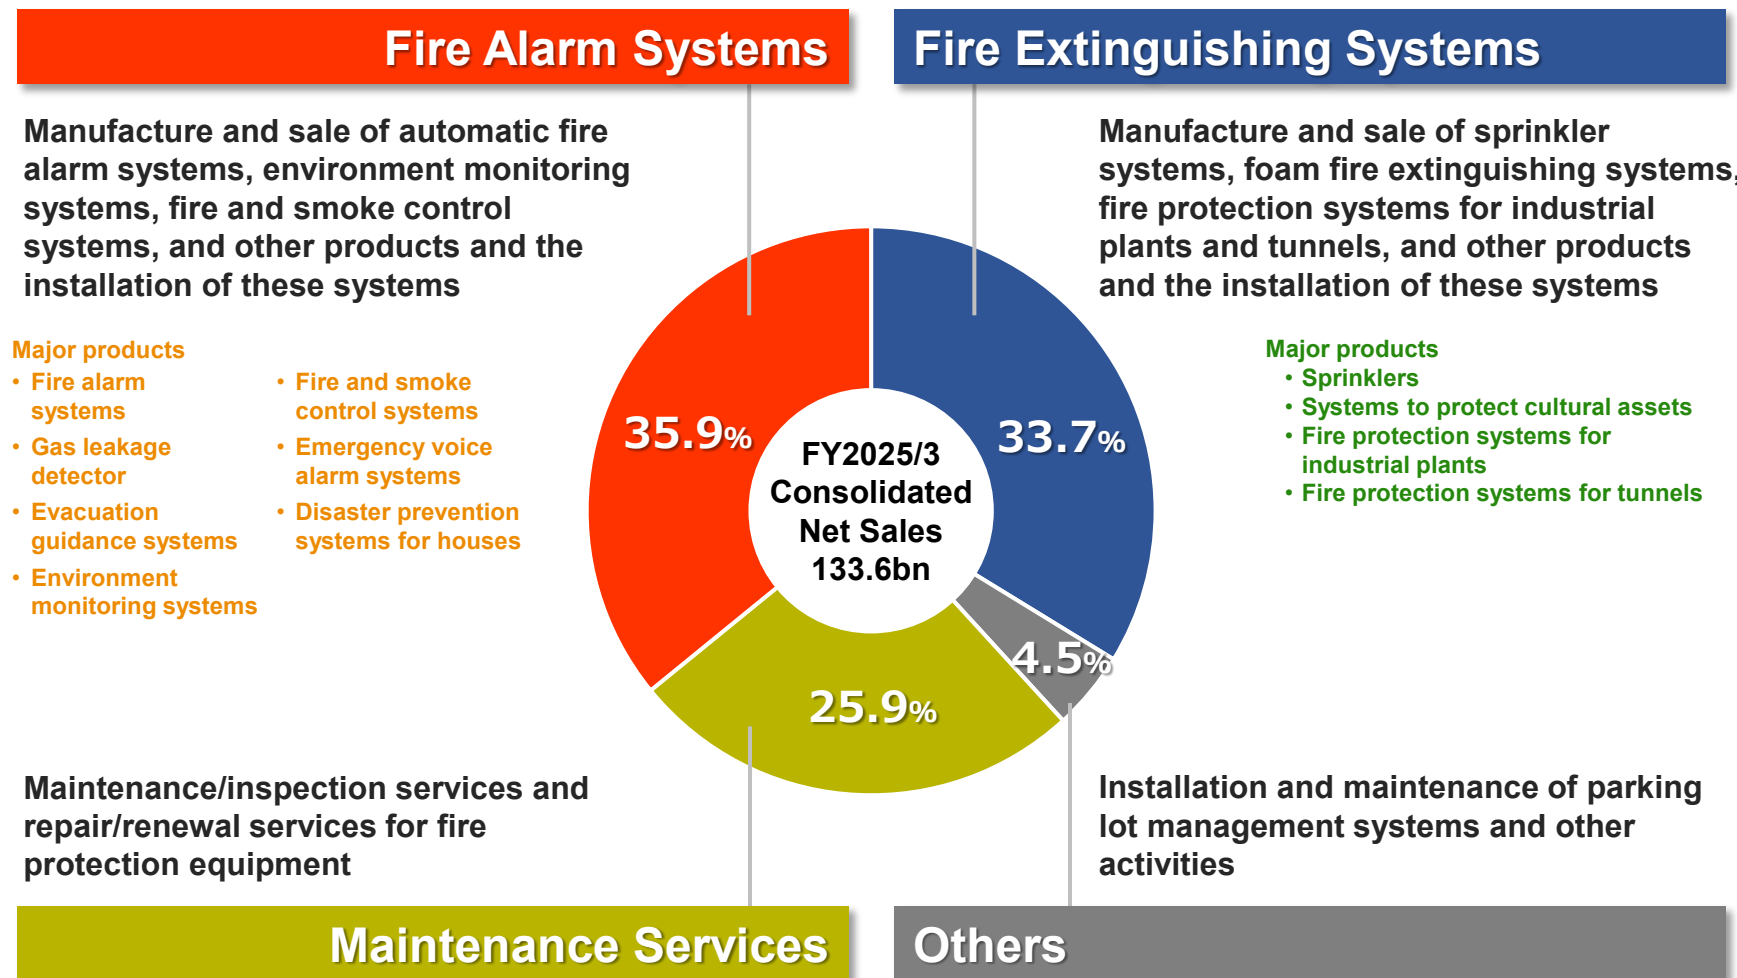 Fire Alarm Systems
Fire Extinguishing Systems
Manufacture and sale of automatic fire
alarm systems, environment monitoring
systems, fire and smoke control
systems, and other products and the
installation of these systems
Manufacture and sale of sprinkler
systems, foam fire extinguishing systems,
fire protection systems for industrial
plants and tunnels, and other products
and the installation of these systems
Major products
• Fire alarm
systems
• Gas leakage
detector
• Evacuation
guidance systems
• Environment
monitoring systems
• Fire and smoke
control systems
• Emergency voice
alarm systems
• Disaster prevention
systems for houses
Major products
• Sprinklers
• Systems to protect cultural assets
• Fire protection systems for
industrial plants
• Fire protection systems for tunnels
35.9%
FY2025/3
Consolidated
Net Sales
133.6bn
33.7%
4.5%
25.9%
Maintenance/inspection services and
repair/renewal services for fire
protection equipment
Installation and maintenance of parking
lot management systems and other
activities
Maintenance Services
Others